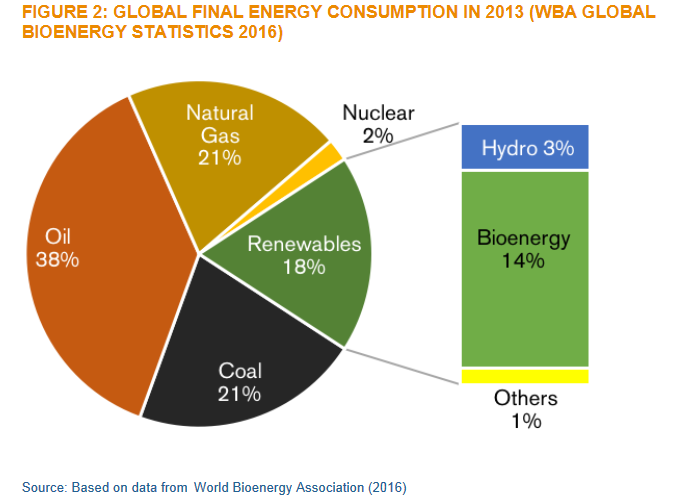 FIGURE 2: GLOBAL FINAL ENERGY CONSUMPTION IN 2013 (WBA GLOBAL
BIOENERGY STATISTICS 2016)
Natural
Gas
21%
Nuclear
2%
Hydro 3%
Oil
38%
Renewables
18%
Bioenergy
14%
Coal
21%
Others
1%
Source: Based on data from World Bioenergy Association (2016)